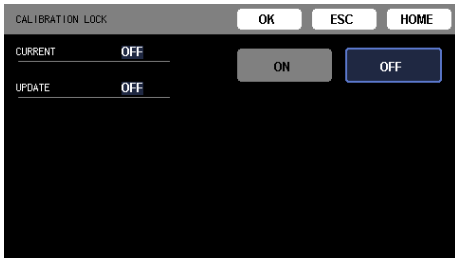 CALIBRATION LOCK OK ESC HOME
CURRENT OFF
ON OFF
UPDATE OFF